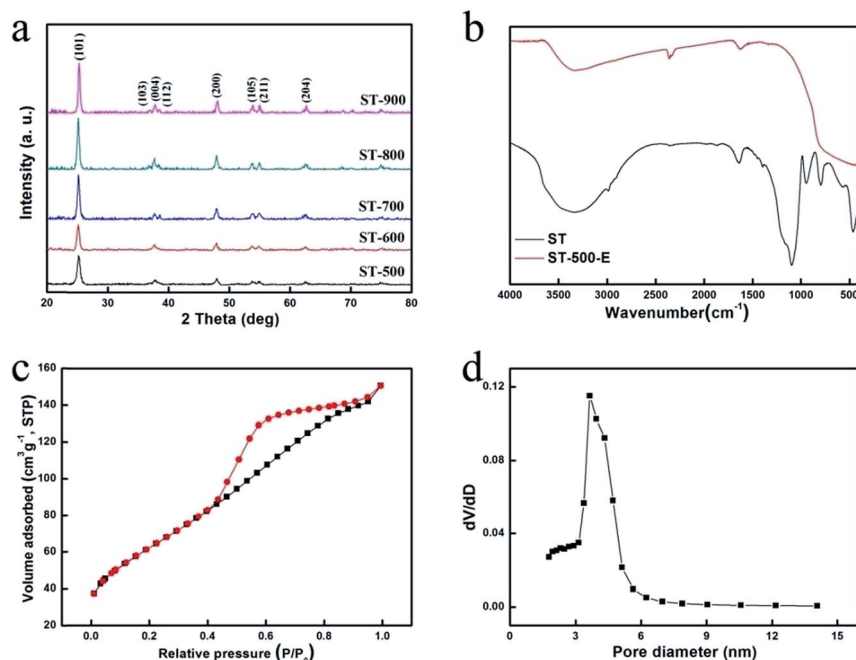 a
Intensity (a. u.)
(101)
(103)
(004)
(112)
(200)
(105)
(211)
(204)
ST-900
ST-800
ST-700
ST-600
ST-500
20 30 40 50 60 70 80
2 Theta (deg)
b
ST
ST-500-E
4000 3500 3000 2500 2000 1500 1000 500
Wavenumber(cm-1)
c
Volume adsorbed (cm3g-1, STP)
160
140
120
100
80
60
40
20
0.0 0.2 0.4 0.6 0.8 1.0
Relative pressure (P/P
d
dV/dD
0.12
0.08
0.04
0.00
0 3 6 9 12 15
Pore diameter (nm)